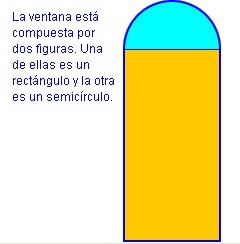 La ventana está
compuesta por
dos figuras. Una
de ellas es un
rectángulo y la otra
es un semicírculo.